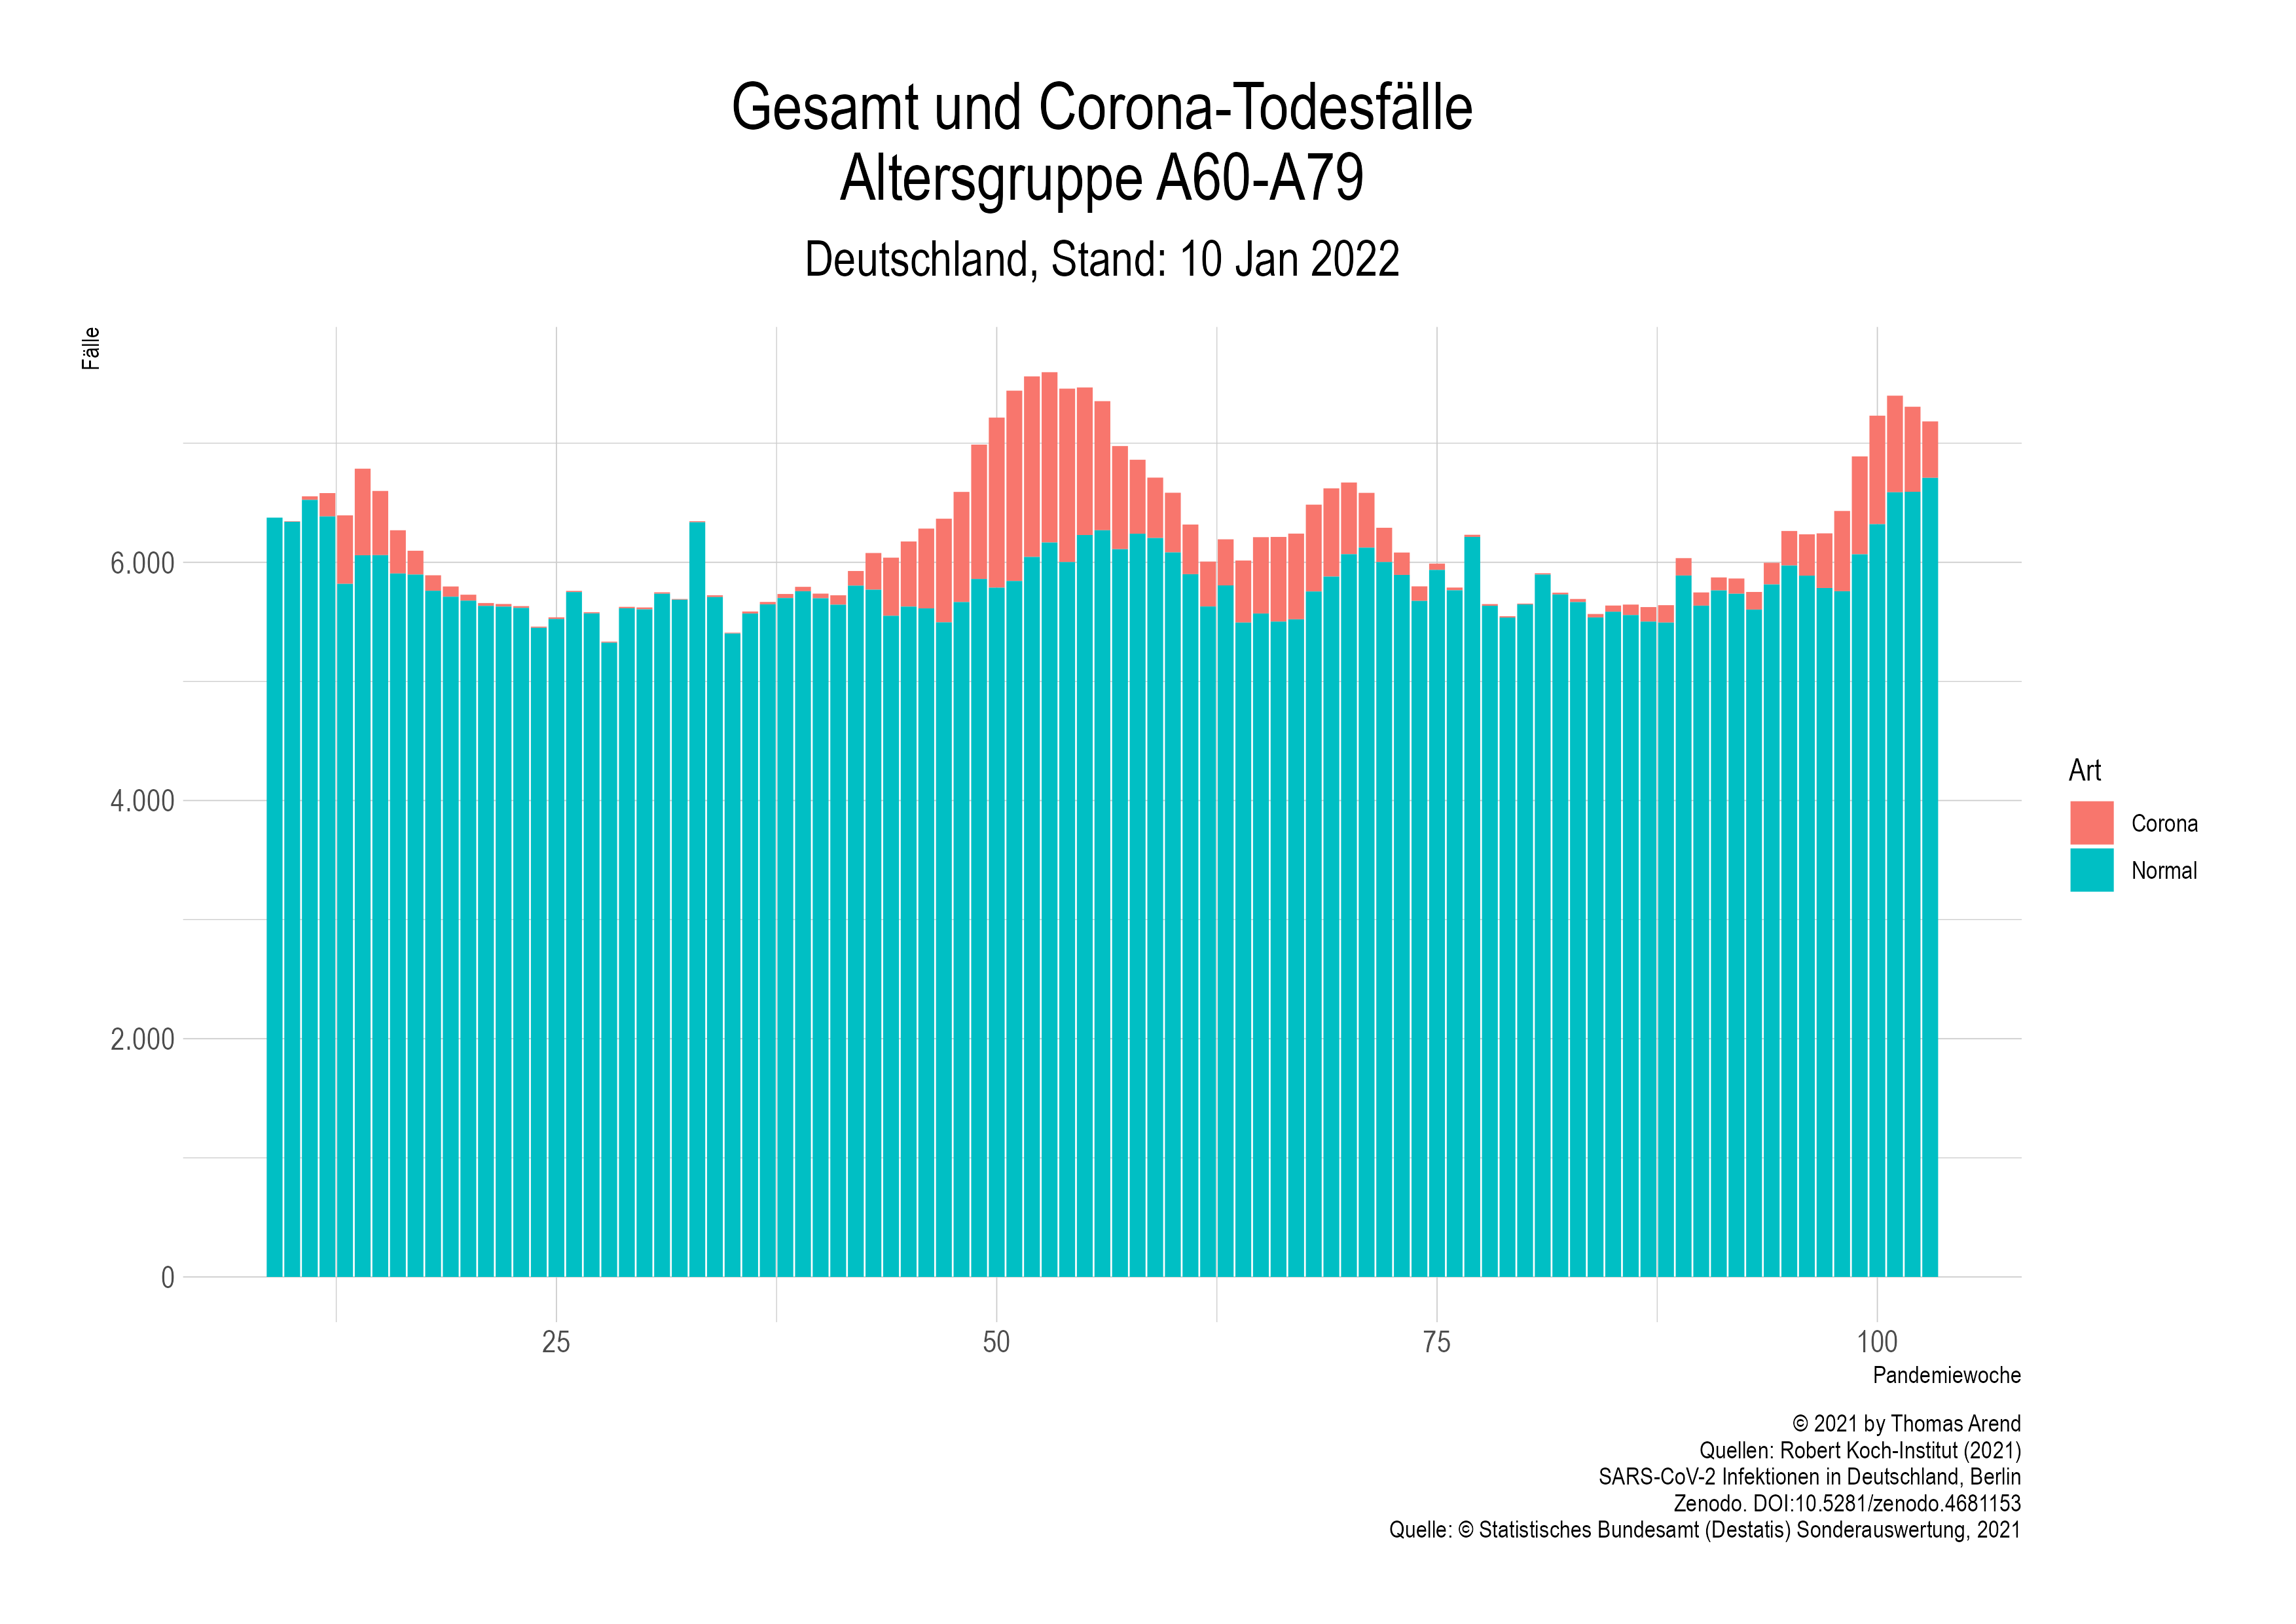 Gesamt und Corona-Todesfälle
Altersgruppe A60-A79
Deutschland, Stand: 10 Jan 2022
Fälle
6.000
4.000
2.000
0
25 50 75 100
Pandemiewoche
Art
Corona
Normal
© 2021 by Thomas Arend
Quellen: Robert Koch-Institut (2021)
SARS-CoV-2 Infektionen in Deutschland, Berlin
Zenodo. DOI:10.5281/zenodo.4681153
Quelle: © Statistisches Bundesamt (Destatis) Sonderauswertung, 2021